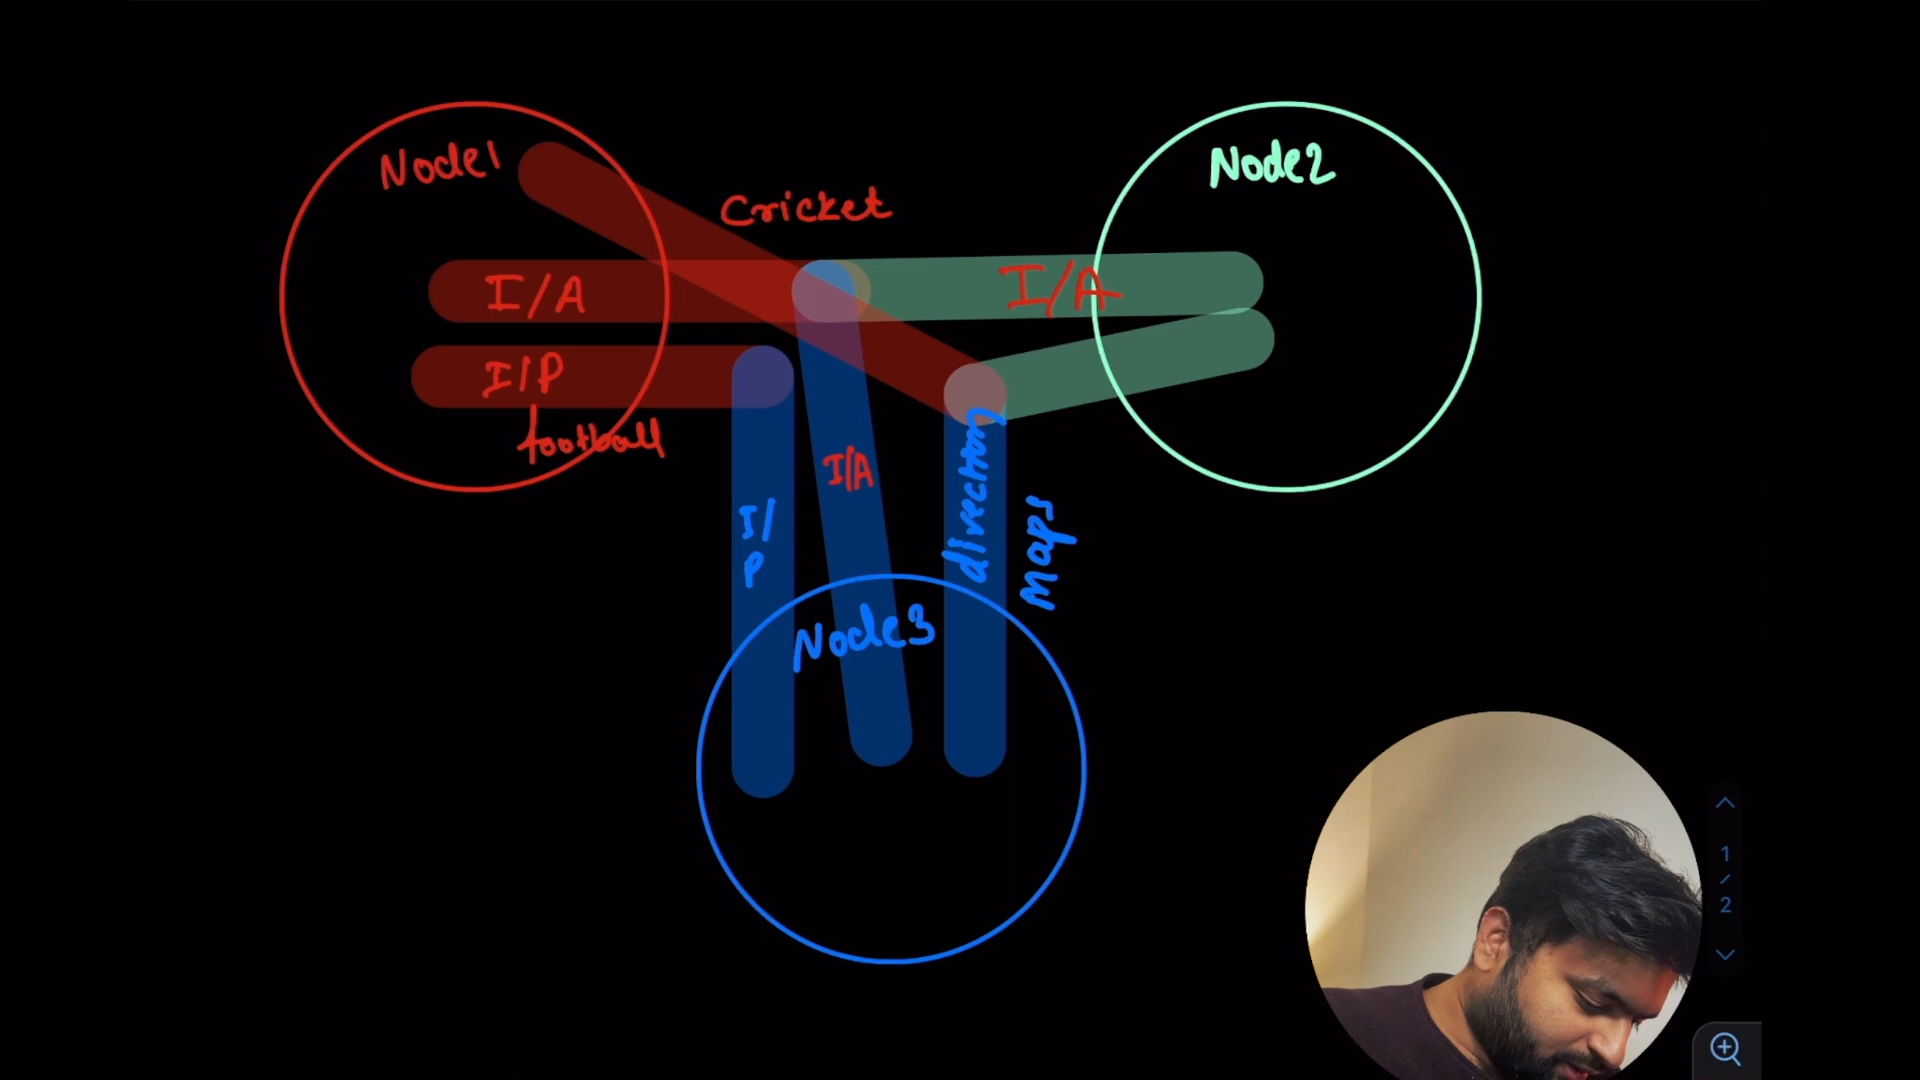 Node1
Node2
Cricket
I/A
I/A
I/P
football
I/A
direction
Maps
I/
P
Node3
1
/
2